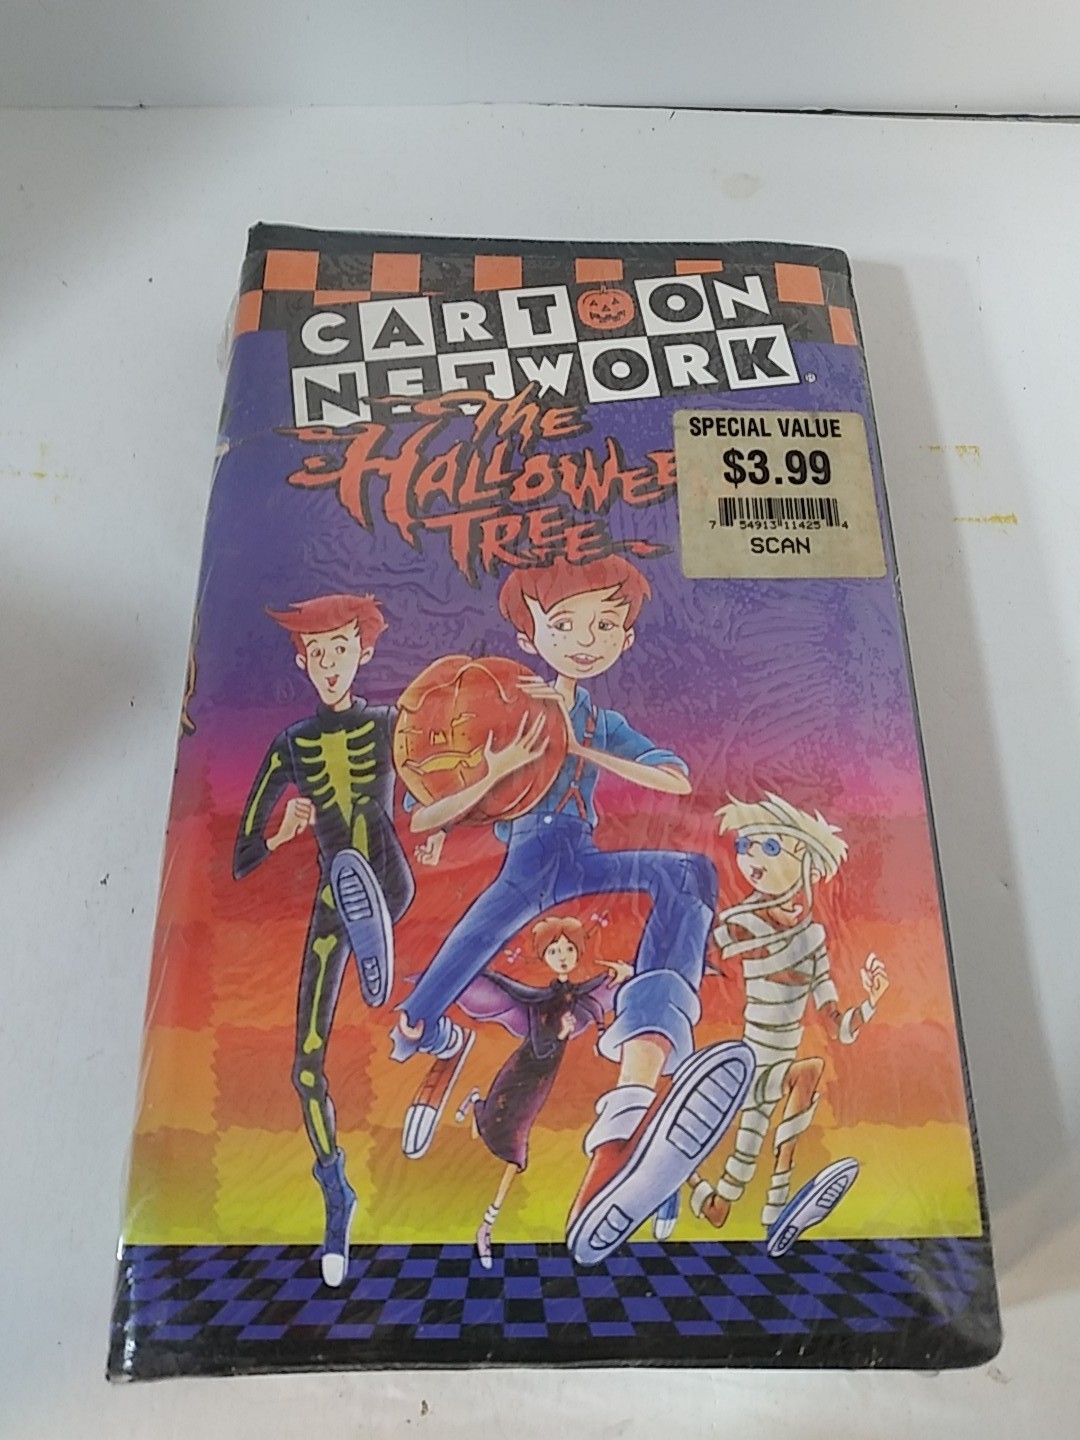 CARTOON
NETWORK®
The
HALLOWEE
TREE
SPECIAL VALUE
$3.99
7 54913 11425 4
SCAN